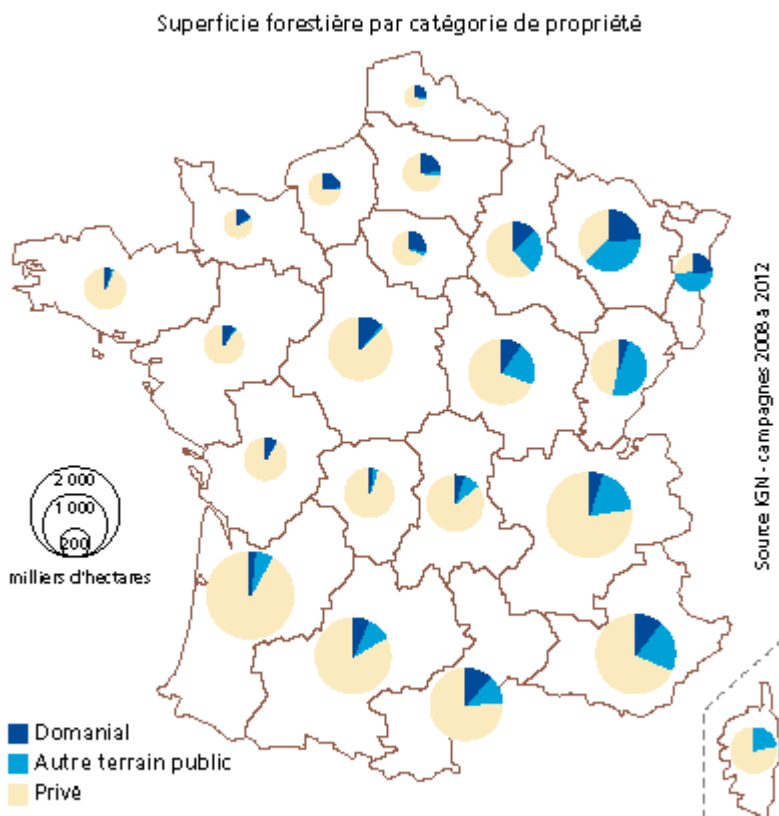 Superficie forestière par catégorie de propriété
Source IGN - campagnes 2008 à 2012
2 000
1 000
200
milliers d'hectares
Domanial
Autre terrain public
Privé